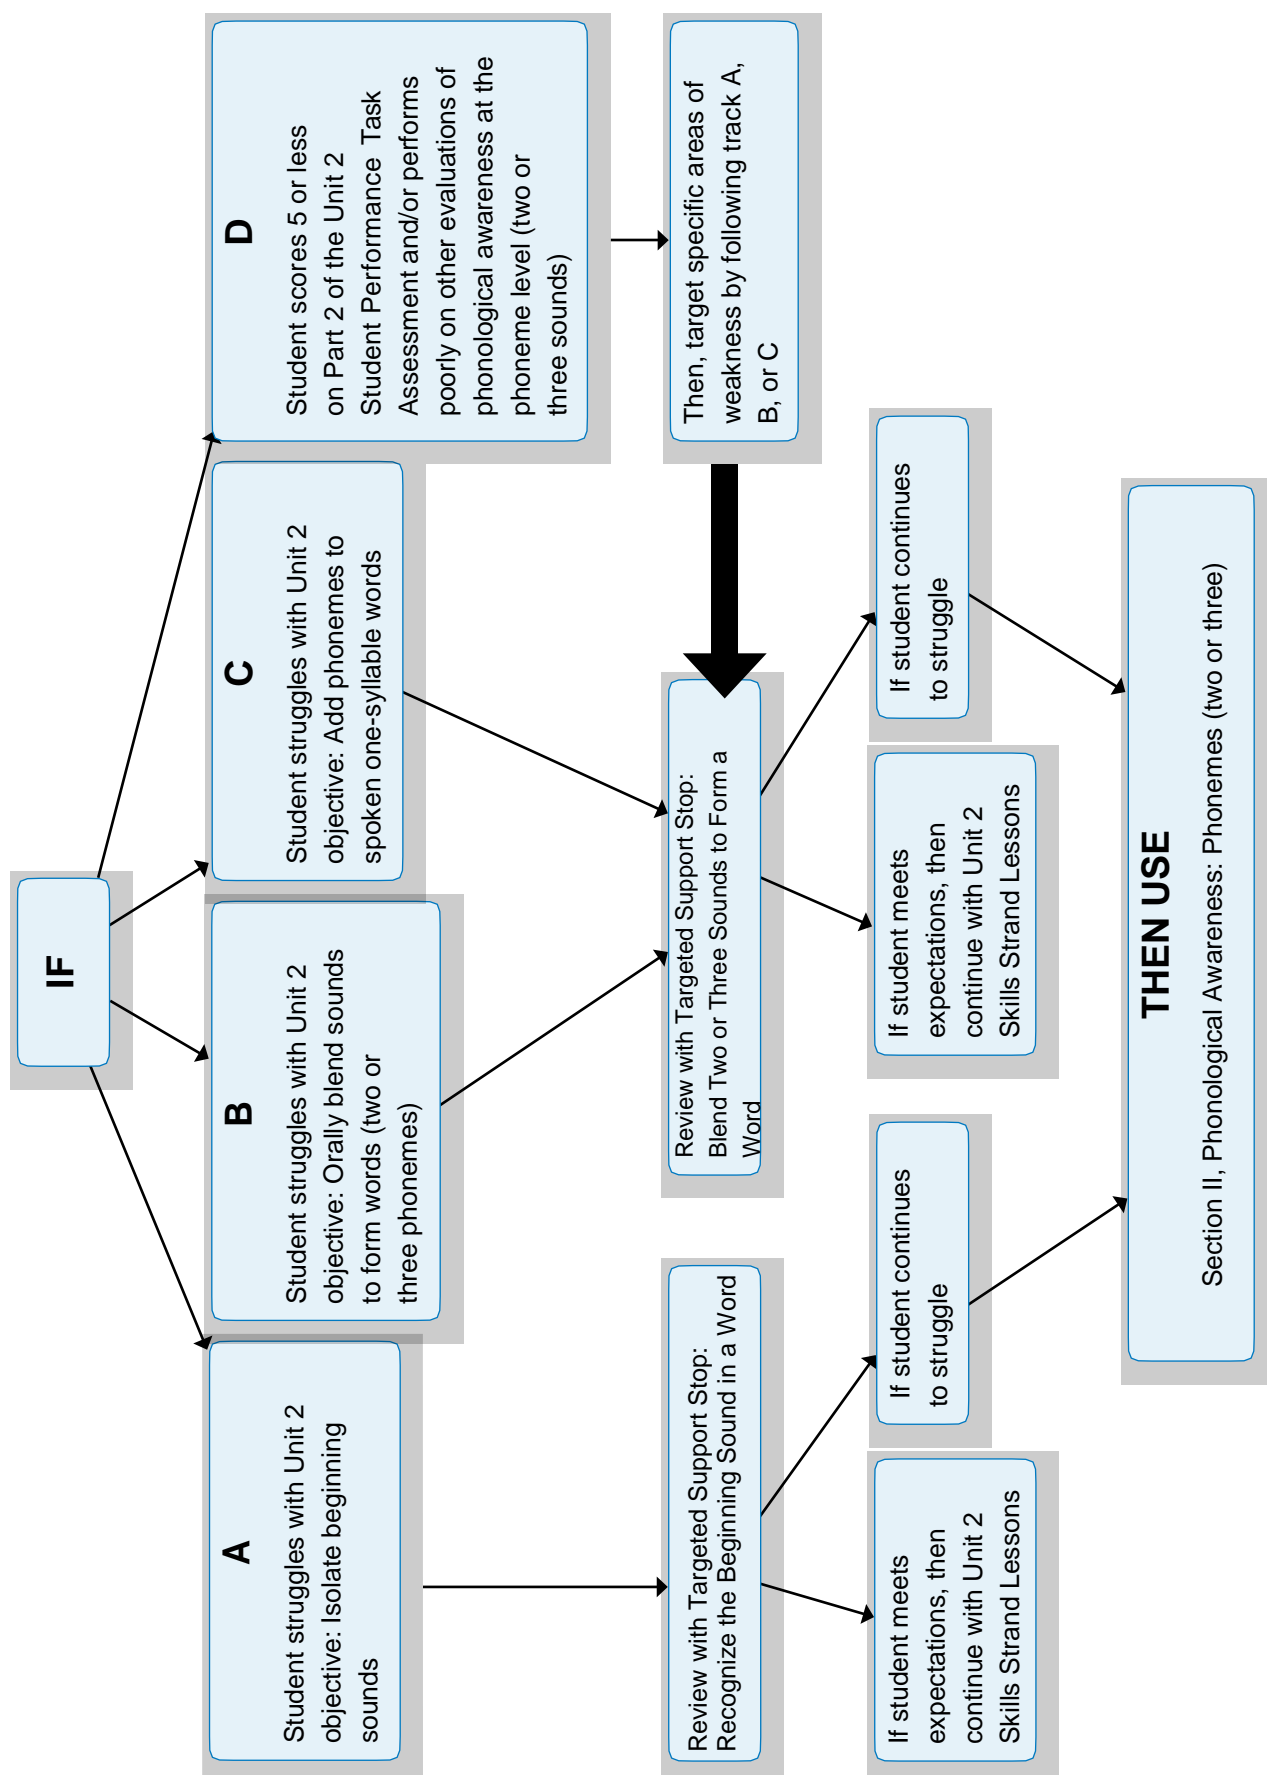 IF
A
Student struggles with Unit 2
objective: Isolate beginning
sounds
B
Student struggles with Unit 2
objective: Orally blend sounds
to form words (two or
three phonemes)
C
Student struggles with Unit 2
objective: Add phonemes to
spoken one-syllable words
D
Student scores 5 or less
on Part 2 of the Unit 2
Student Performance Task
Assessment and/or performs
poorly on other evaluations of
phonological awareness at the
phoneme level (two or
three sounds)
Review with Targeted Support Stop:
Recognize the Beginning Sound in a Word
Review with Targeted Support Stop:
Blend Two or Three Sounds to Form a
Word
Then, target specific areas of
weakness by following track A,
B, or C
If student meets
expectations, then
continue with Unit 2
Skills Strand Lessons
If student continues
to struggle
If student meets
expectations, then
continue with Unit 2
Skills Strand Lessons
If student continues
to struggle
THEN USE
Section II, Phonological Awareness: Phonemes (two or three)